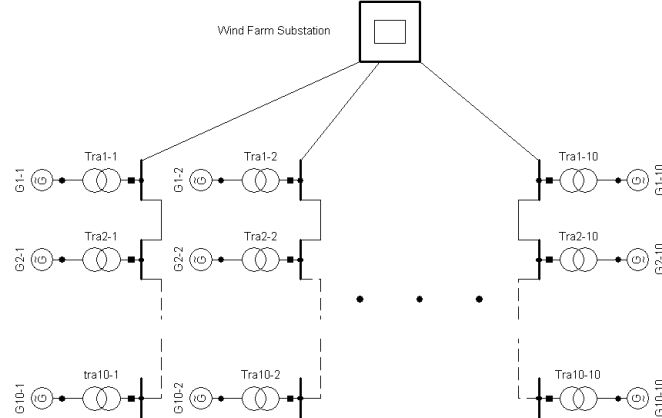 Wind Farm Substation
Tra1-1
Tra1-2
Tra1-10
G1-1
G
G1-2
G
G
G1-10
Tra2-1
Tra2-2
Tra2-10
G2-1
G
G2-2
G
G
G2-10
tra10-1
Tra10-2
Tra10-10
G10-1
G
G10-2
G
G
G10-10